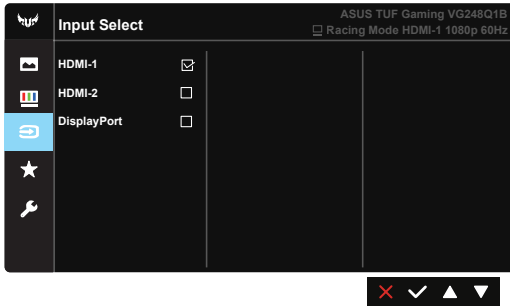 Input Select
ASUS TUF Gaming VG248Q1B
Racing Mode HDMI-1 1080p 60Hz
HDMI-1
HDMI-2
DisplayPort